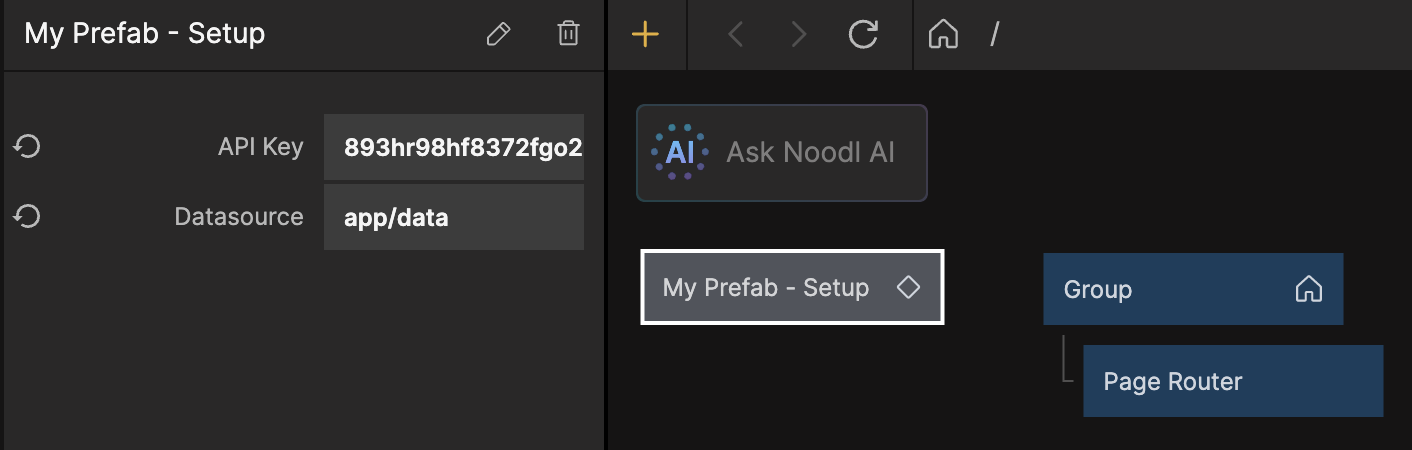 My Prefab - Setup
/
API Key
893hr98hf8372fgo2
Datasource
app/data
AI
Ask Noodl AI
My Prefab - Setup
Group
Page Router